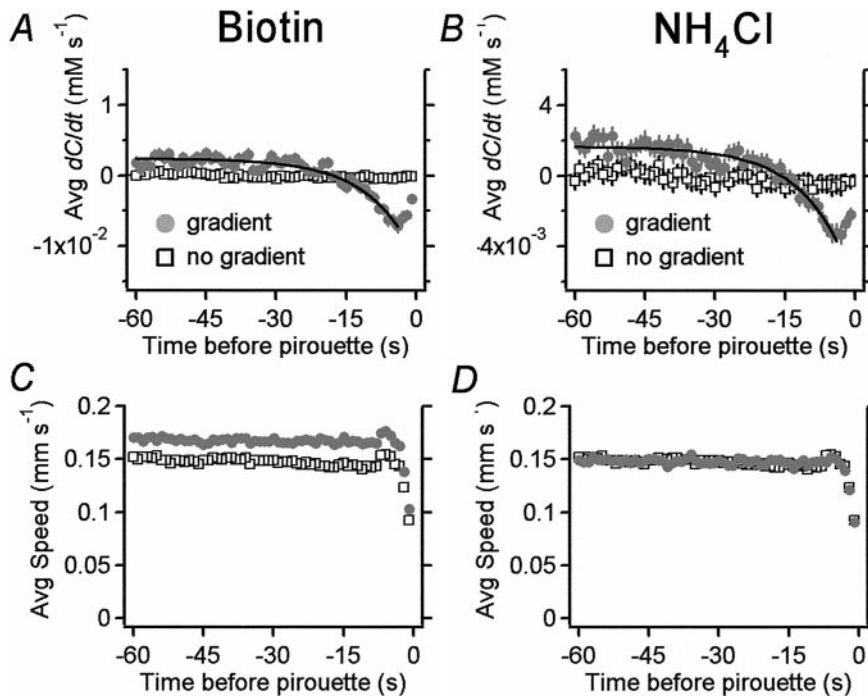 A Biotin
B NH₄Cl
Avg dC/dt (mM s⁻¹)
1
0
-1x10⁻²
gradient
no gradient
-60 -45 -30 -15 0
Time before pirouette (s)
Avg dC/dt (mM s⁻¹)
4
0
4x10⁻³
gradient
no gradient
-60 -45 -30 -15 0
Time before pirouette (s)
C
Avg Speed (mm s⁻¹)
0.2
0.15
0.1
0.05
0
-60 -45 -30 -15 0
Time before pirouette (s)
D
Avg Speed (mm s⁻¹)
0.2
0.15
0.1
0.05
0
-60 -45 -30 -15 0
Time before pirouette (s)